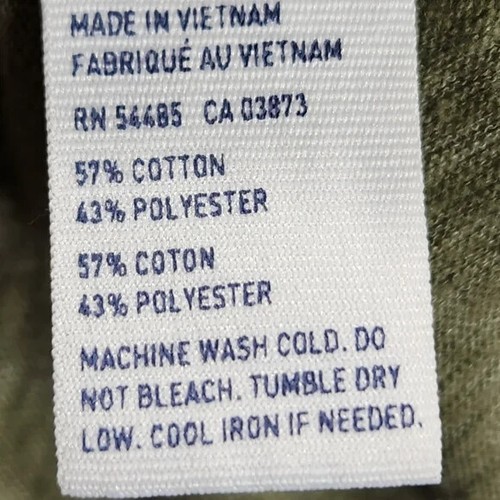 MADE IN VIETNAM
FABRIQUÉ AU VIETNAM
RN 54485 CA 03873
57% COTTON
43% POLYESTER
57% COTON
43% POLYESTER
MACHINE WASH COLD. DO
NOT BLEACH. TUMBLE DRY
LOW. COOL IRON IF NEEDED.